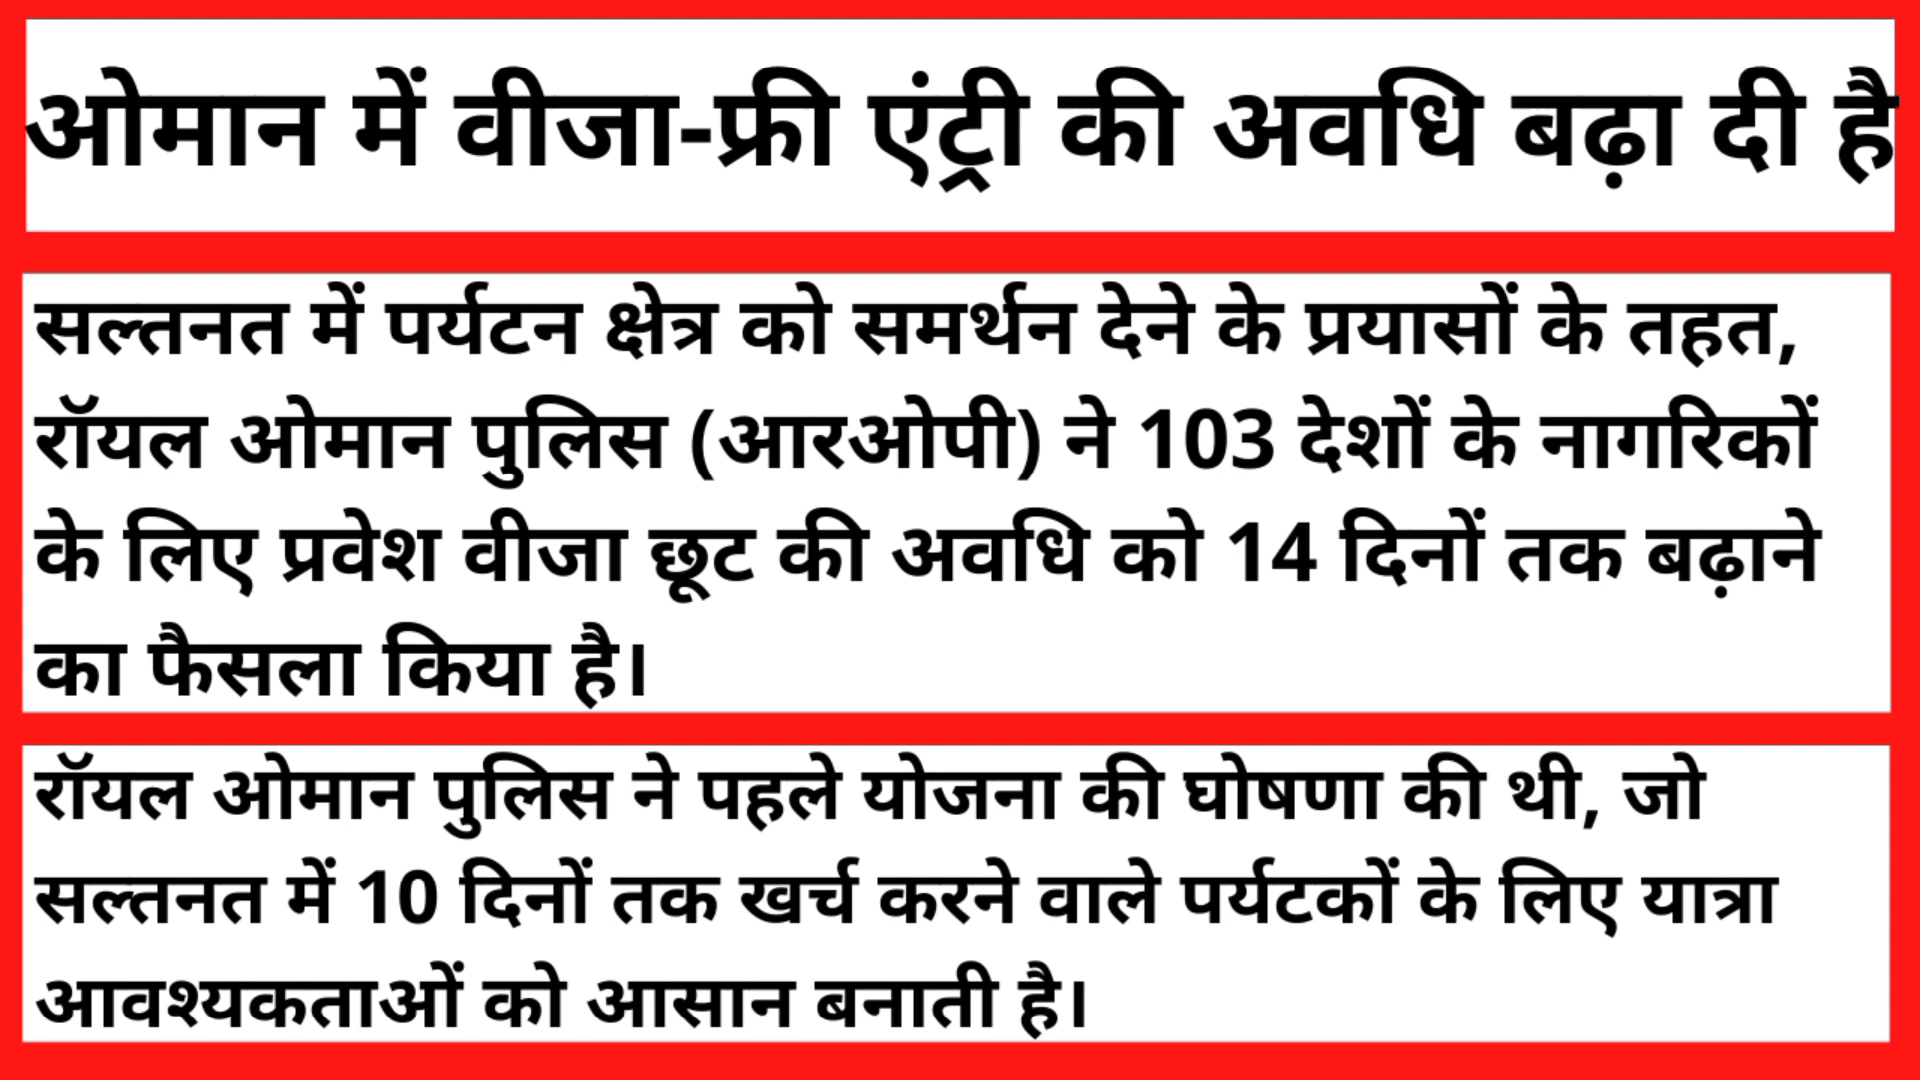 ओमान में वीजा-फ्री एंट्री की अवधि बढ़ा दी है
सल्तनत में पर्यटन क्षेत्र को समर्थन देने के प्रयासों के तहत,
रॉयल ओमान पुलिस (आरओपी) ने 103 देशों के नागरिकों
के लिए प्रवेश वीजा छूट की अवधि को 14 दिनों तक बढ़ाने
का फैसला किया है।
रॉयल ओमान पुलिस ने पहले योजना की घोषणा की थी, जो
सल्तनत में 10 दिनों तक खर्च करने वाले पर्यटकों के लिए यात्रा
आवश्यकताओं को आसान बनाती है।